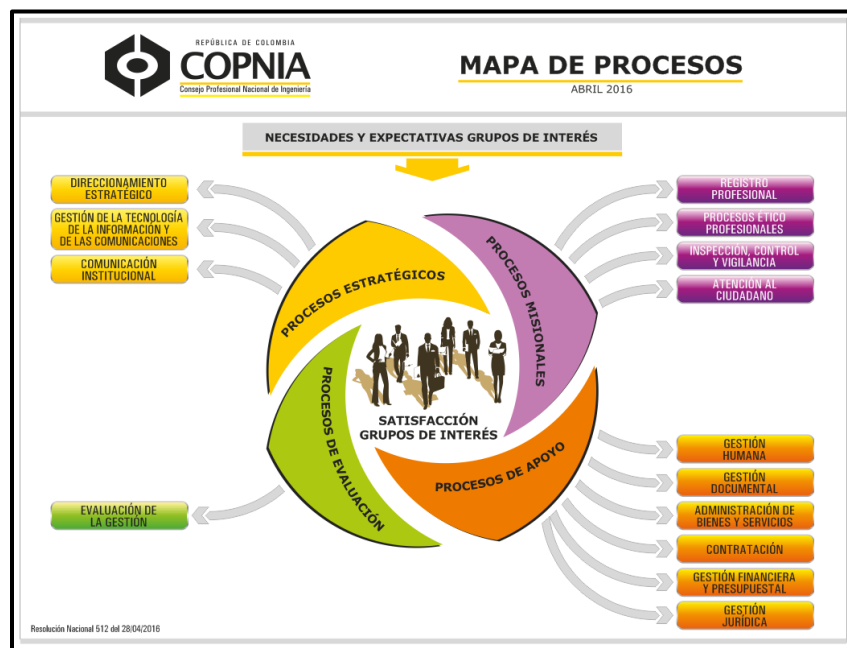 REPÚBLICA DE COLOMBIA
COPNIA
Consejo Profesional Nacional de Ingeniería
MAPA DE PROCESOS
ABRIL 2016
NECESIDADES Y EXPECTATIVAS GRUPOS DE INTERÉS
DIRECCIONAMIENTO
ESTRATÉGICO
GESTIÓN DE LA TECNOLOGÍA
DE LA INFORMACIÓN Y
DE LAS COMUNICACIONES
COMUNICACIÓN
INSTITUCIONAL
PROCESOS ESTRATÉGICOS
PROCESOS MISIONALES
REGISTRO
PROFESIONAL
PROCESOS ÉTICO
PROFESIONALES
INSPECCIÓN, CONTROL
Y VIGILANCIA
ATENCIÓN AL
CIUDADANO
SATISFACCIÓN
GRUPOS DE INTERÉS
PROCESOS DE EVALUACIÓN
PROCESOS DE APOYO
EVALUACIÓN DE
LA GESTIÓN
GESTIÓN
HUMANA
GESTIÓN
DOCUMENTAL
ADMINISTRACIÓN DE
BIENES Y SERVICIOS
CONTRATACIÓN
GESTIÓN FINANCIERA
Y PRESUPUESTAL
GESTIÓN
JURÍDICA
Resolución Nacional 512 del 28/04/2016